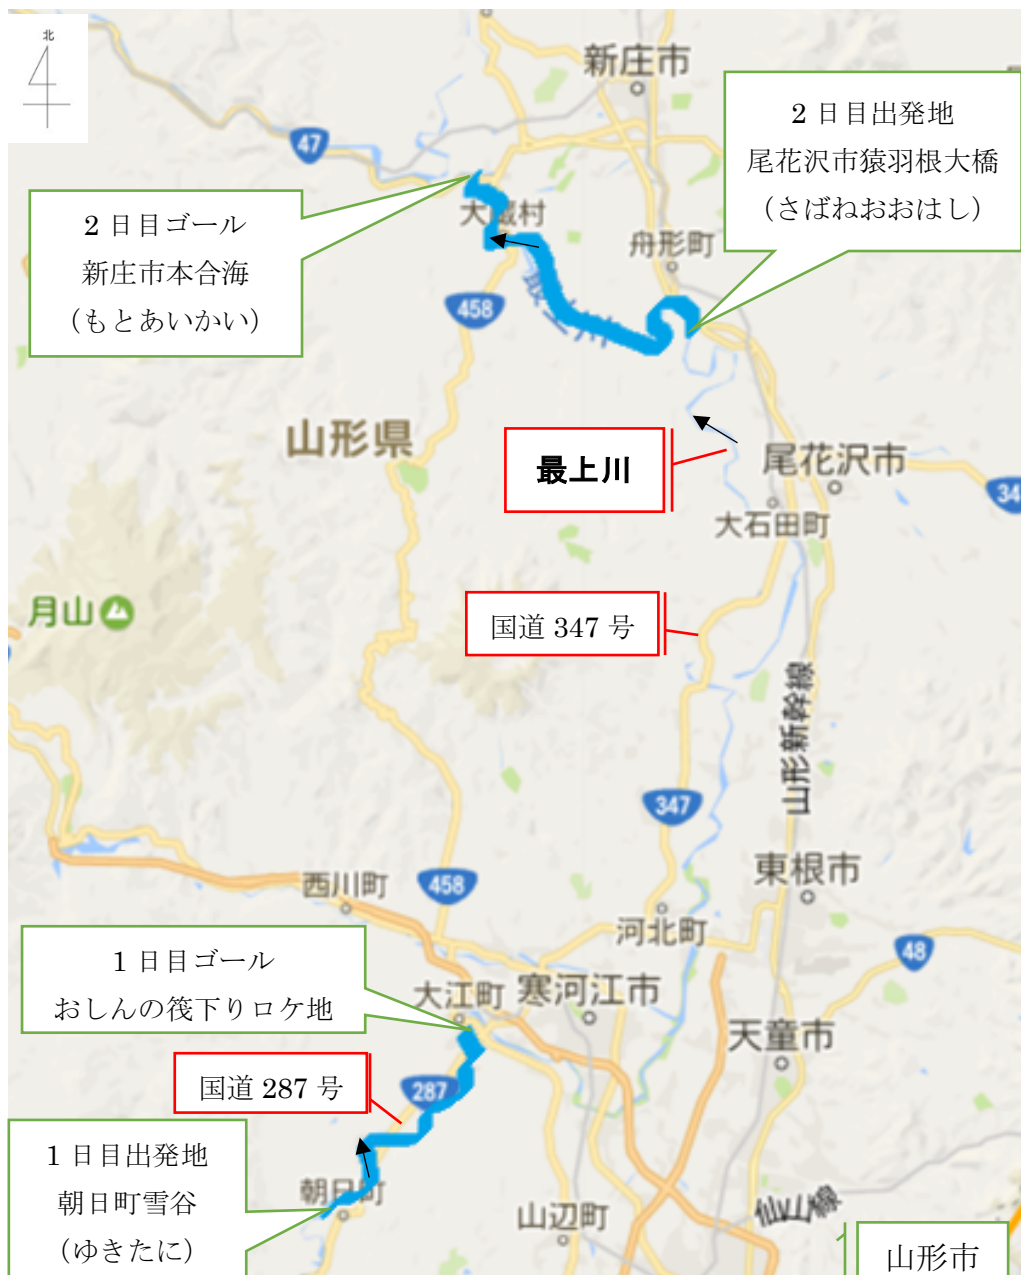 北
新庄市
47
2 日目出発地
尾花沢市猿羽根大橋
（さばねおおはし）
2 日目ゴール
新庄市本合海
（もとあいかい）
大蔵村
舟形町
458
最上川
山形県
最上川
尾花沢市
34
大石田町
月山
国道 347 号
山形新幹線
347
東根市
西川町
458
河北町
48
1 日目ゴール
おしんの筏下りロケ地
大江町
寒河江市
天童市
国道 287 号
287
1 日目出発地
朝日町雪谷
（ゆきたに）
朝日町
山辺町
仙山線
山形市